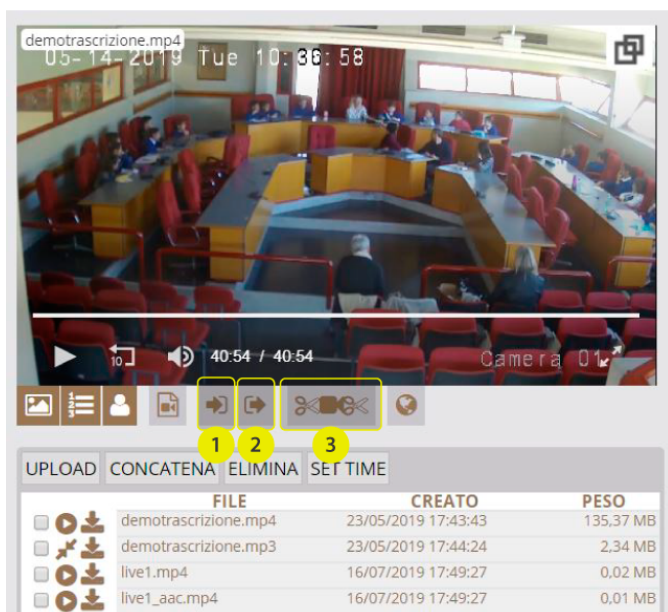 demotrascrizione.mp4
05-14-2019 Tue 10:36:58
10
40:54 / 40:54
Camera 01
1 2 3
UPLOAD CONCATENA ELIMINA SET TIME
FILE CREATO PESO
demotrascrizione.mp4 23/05/2019 17:43:43 135,37 MB
demotrascrizione.mp3 23/05/2019 17:44:24 2,34 MB
live1.mp4 16/07/2019 17:49:27 0,02 MB
live1_aac.mp4 16/07/2019 17:49:27 0,01 MB